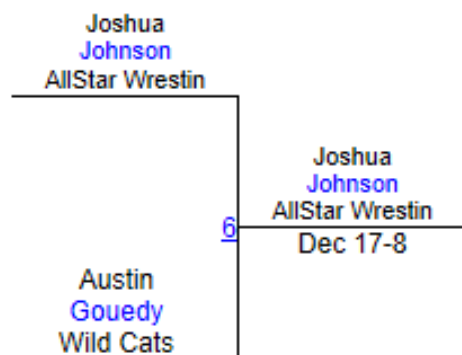 Joshua
Johnson
AllStar Wrestin
Joshua
Johnson
AllStar Wrestin
6
Dec 17-8
Austin
Gouedy
Wild Cats